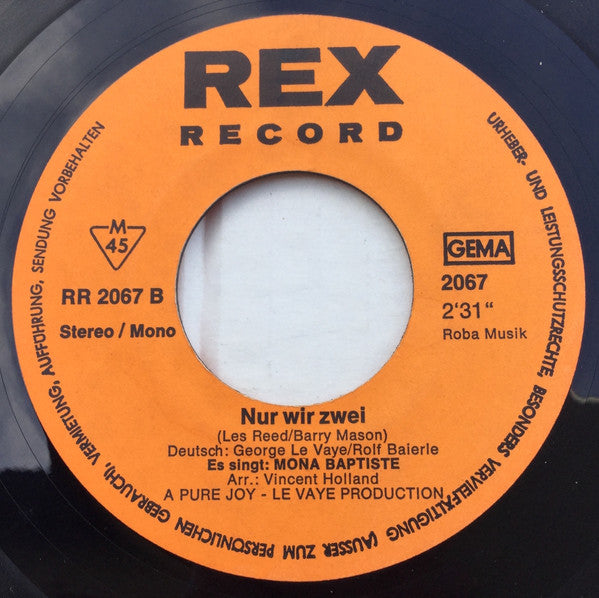 REX
RECORD
M
45
RR 2067 B
Stereo / Mono
GEMA
2067
2'31"
Roba Musik
Nur wir zwei
(Les Reed/Barry Mason)
Deutsch: George Le Vaye/Rolf Baierle
Es singt: MONA BAPTISTE
Arr.: Vincent Holland
A PURE JOY - LE VAYE PRODUCTION
URHEBER- UND LEISTUNGSSCHUTZRECHTE, BESONDERS VERVIELFÄLTIGUNG (AUSSER ZUM PERSÖNLICHEN GEBRAUCH), VERMIETUNG, AUFFÜHRUNG, SENDUNG VORBEHALTEN